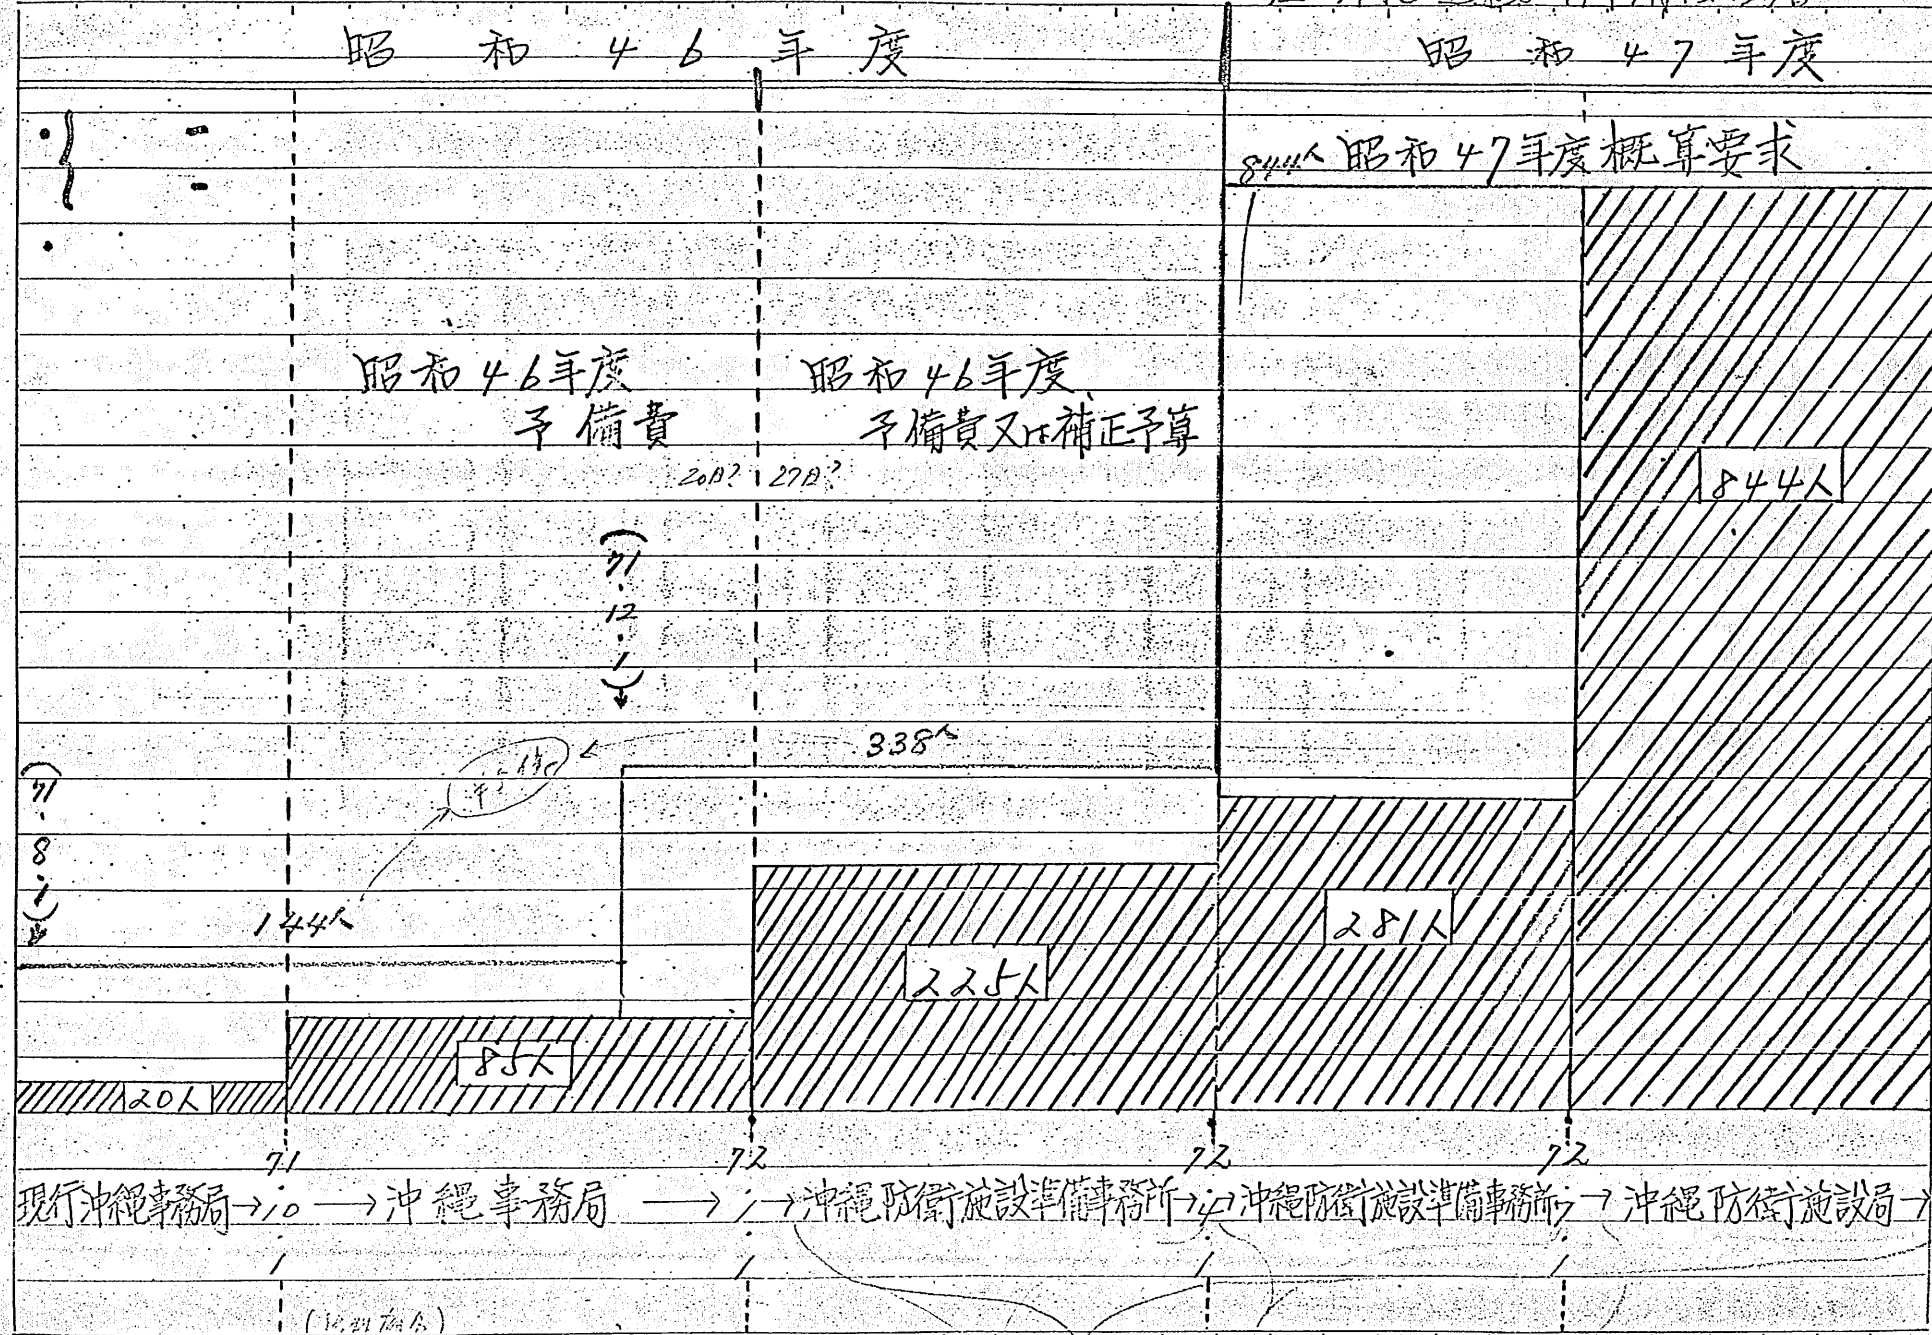 昭和46年度
昭和47年度
844人 昭和47年度概算要求
昭和46年度
予備費
昭和46年度
予備費又は補正予算
20日? 27日?
844人
(71.12.1)
338人
(71.8.1)
144人
281人
225人
85人
20人
71.10.1
72.1.1
72.4.1
72.7.1
現行沖縄事務局→
→沖縄事務局→
→沖縄防衛施設準備事務所→
→沖縄防衛施設準備事務所
→沖縄防衛施設局→